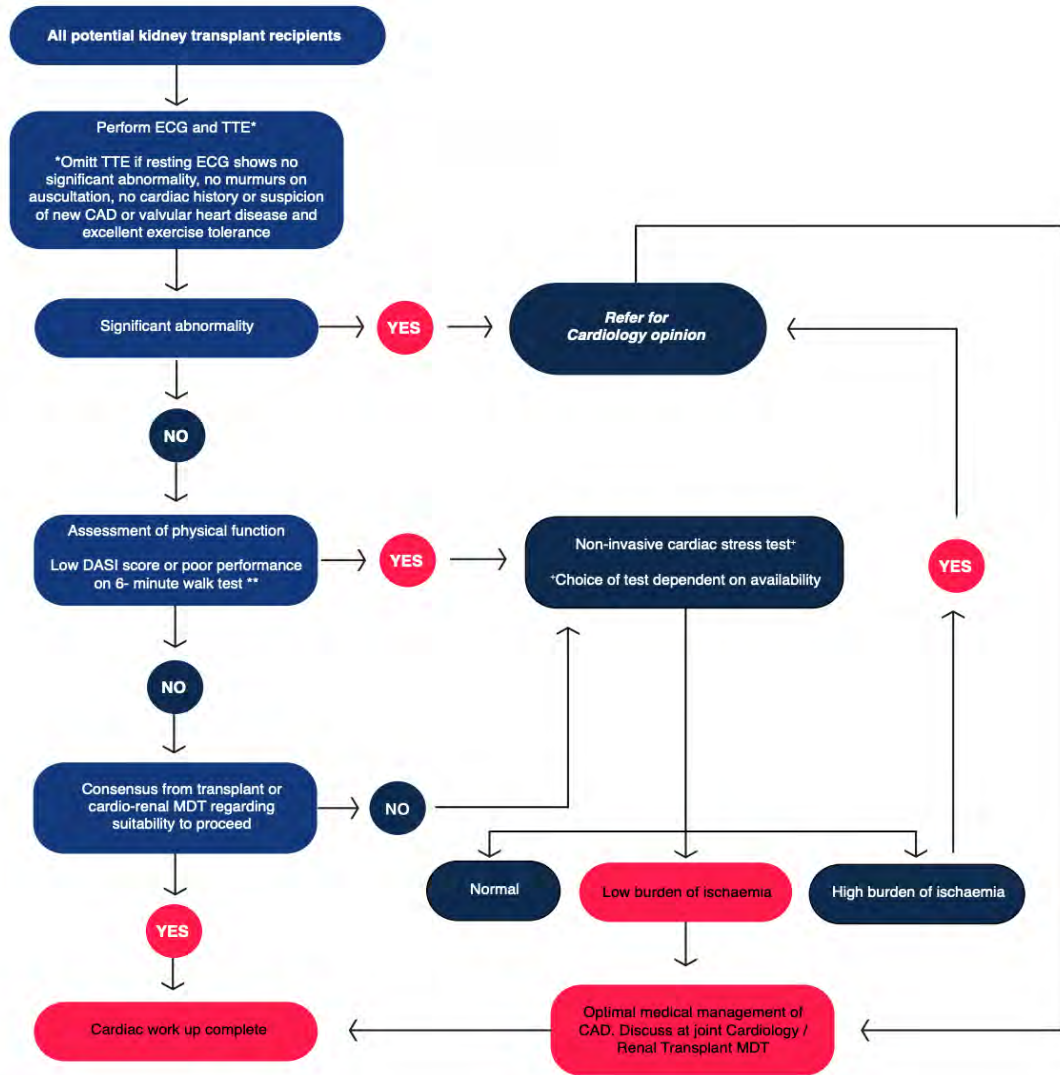 All potential kidney transplant recipients
Perform ECG and TTE*
*Omitt TTE if resting ECG shows no
significant abnormality, no murmurs on
auscultation, no cardiac history or suspicion
of new CAD or valvular heart disease and
excellent exercise tolerance
Significant abnormality
YES
Refer for
Cardiology opinion
NO
Assessment of physical function
Low DASI score or poor performance
on 6- minute walk test **
YES
Non-invasive cardiac stress test+
+Choice of test dependent on availability
YES
NO
Consensus from transplant or
cardio-renal MDT regarding
suitability to proceed
NO
Normal
Low burden of ischaemia
High burden of ischaemia
YES
Cardiac work up complete
Optimal medical management of
CAD. Discuss at joint Cardiology /
Renal Transplant MDT